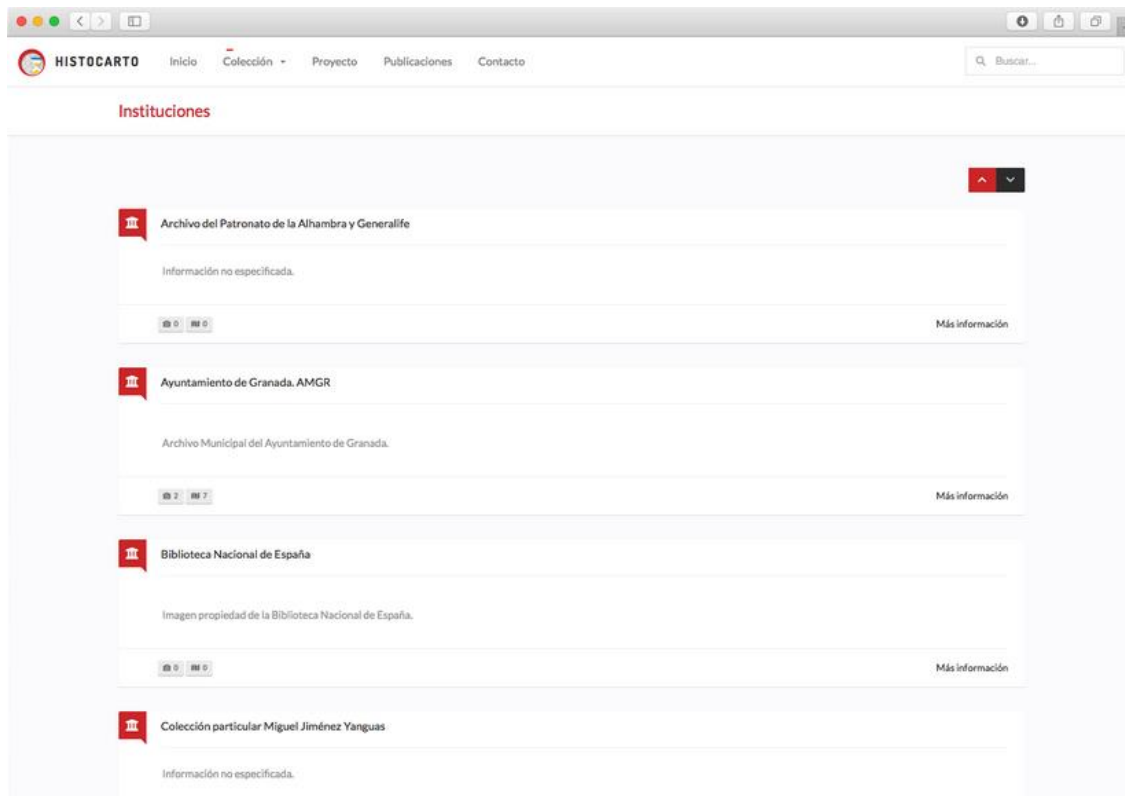 HISTOCARTO Inicio Colección Proyecto Publicaciones Contacto Buscar...
Instituciones
Archivo del Patronato de la Alhambra y Generalife
Información no especificada.
0 0 Más información
Ayuntamiento de Granada. AMGR
Archivo Municipal del Ayuntamiento de Granada.
2 7 Más información
Biblioteca Nacional de España
Imagen propiedad de la Biblioteca Nacional de España.
0 0 Más información
Colección particular Miguel Jiménez Yanguas
Información no especificada.